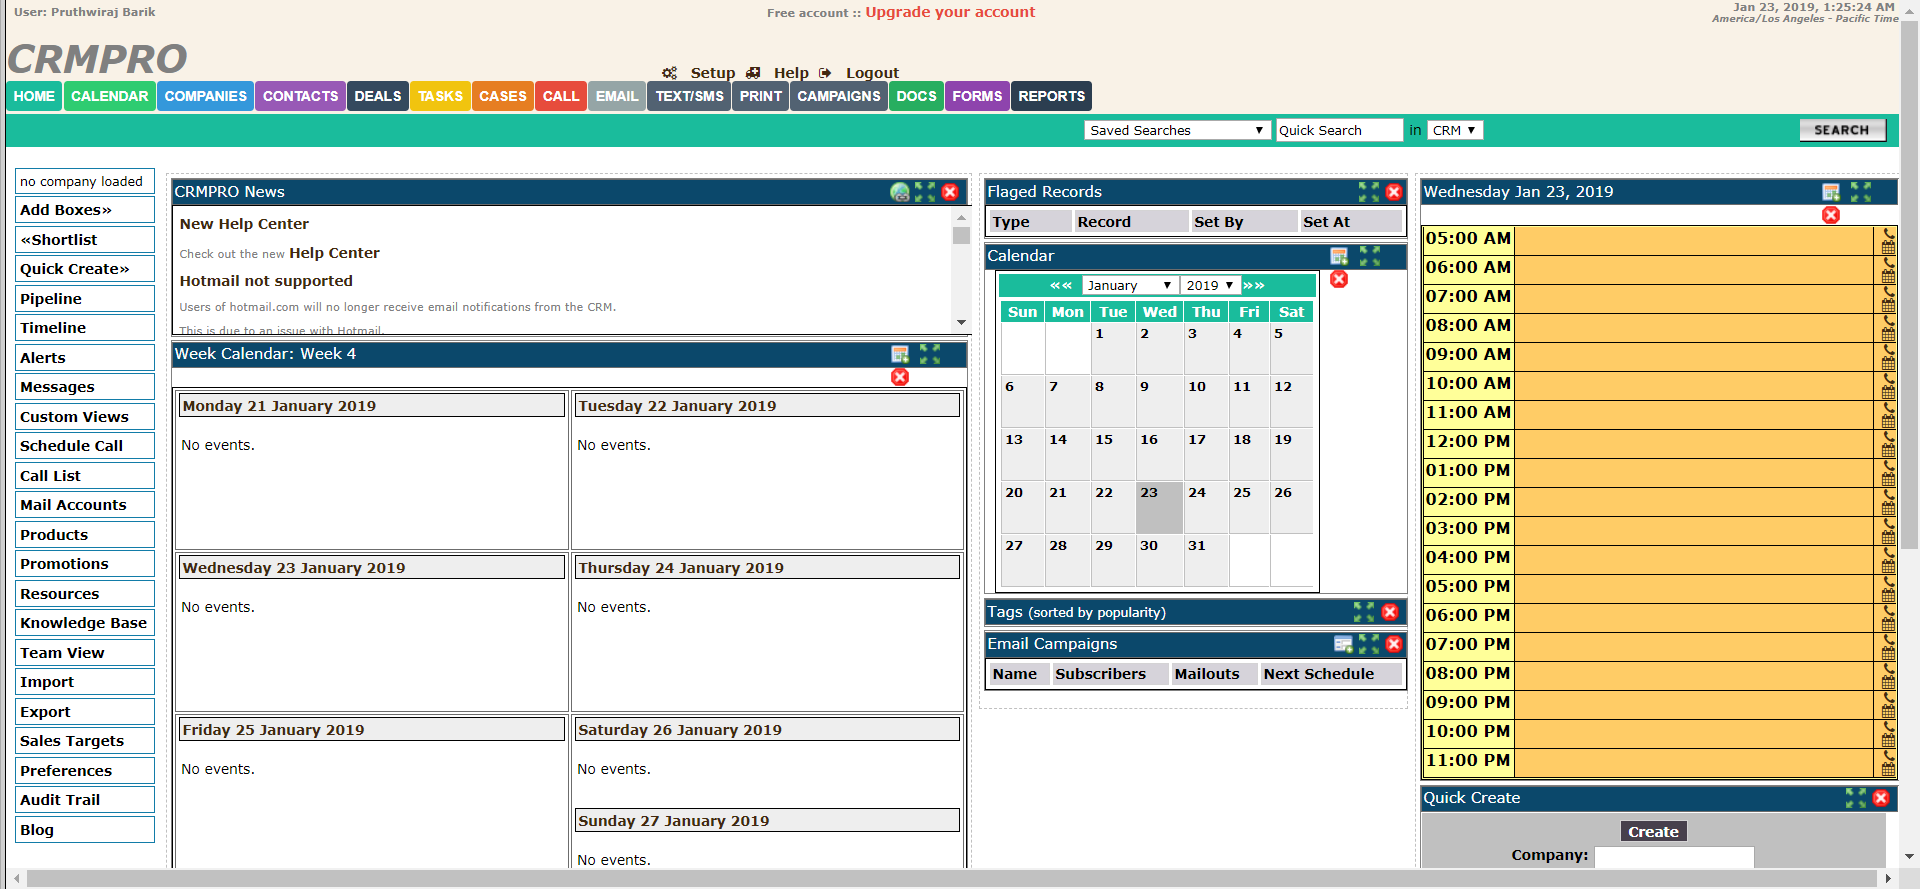 User: Pruthwiraj Barik
Free account :: Upgrade your account
Jan 23, 2019, 1:25:24 AM
America/Los Angeles - Pacific Time
CRMPRO
Setup Help Logout
HOME CALENDAR COMPANIES CONTACTS DEALS TASKS CASES CALL EMAIL TEXT/SMS PRINT CAMPAIGNS DOCS FORMS REPORTS
Saved Searches Quick Search in CRM SEARCH
no company loaded
Add Boxes»
«Shortlist
Quick Create»
Pipeline
Timeline
Alerts
Messages
Custom Views
Schedule Call
Call List
Mail Accounts
Products
Promotions
Resources
Knowledge Base
Team View
Import
Export
Sales Targets
Preferences
Audit Trail
Blog
CRMPRO News
New Help Center
Check out the new Help Center
Hotmail not supported
Users of hotmail.com will no longer receive email notifications from the CRM.
This is due to an issue with Hotmail.
Week Calendar: Week 4
Monday 21 January 2019
No events.
Tuesday 22 January 2019
No events.
Wednesday 23 January 2019
No events.
Thursday 24 January 2019
No events.
Friday 25 January 2019
No events.
Saturday 26 January 2019
No events.
Sunday 27 January 2019
No events.
Flaged Records
Type Record Set By Set At
Calendar
«« January 2019 »»
Sun Mon Tue Wed Thu Fri Sat
1 2 3 4 5
6 7 8 9 10 11 12
13 14 15 16 17 18 19
20 21 22 23 24 25 26
27 28 29 30 31
Tags (sorted by popularity)
Email Campaigns
Name Subscribers Mailouts Next Schedule
Wednesday Jan 23, 2019
05:00 AM
06:00 AM
07:00 AM
08:00 AM
09:00 AM
10:00 AM
11:00 AM
12:00 PM
01:00 PM
02:00 PM
03:00 PM
04:00 PM
05:00 PM
06:00 PM
07:00 PM
08:00 PM
09:00 PM
10:00 PM
11:00 PM
Quick Create
Create
Company: